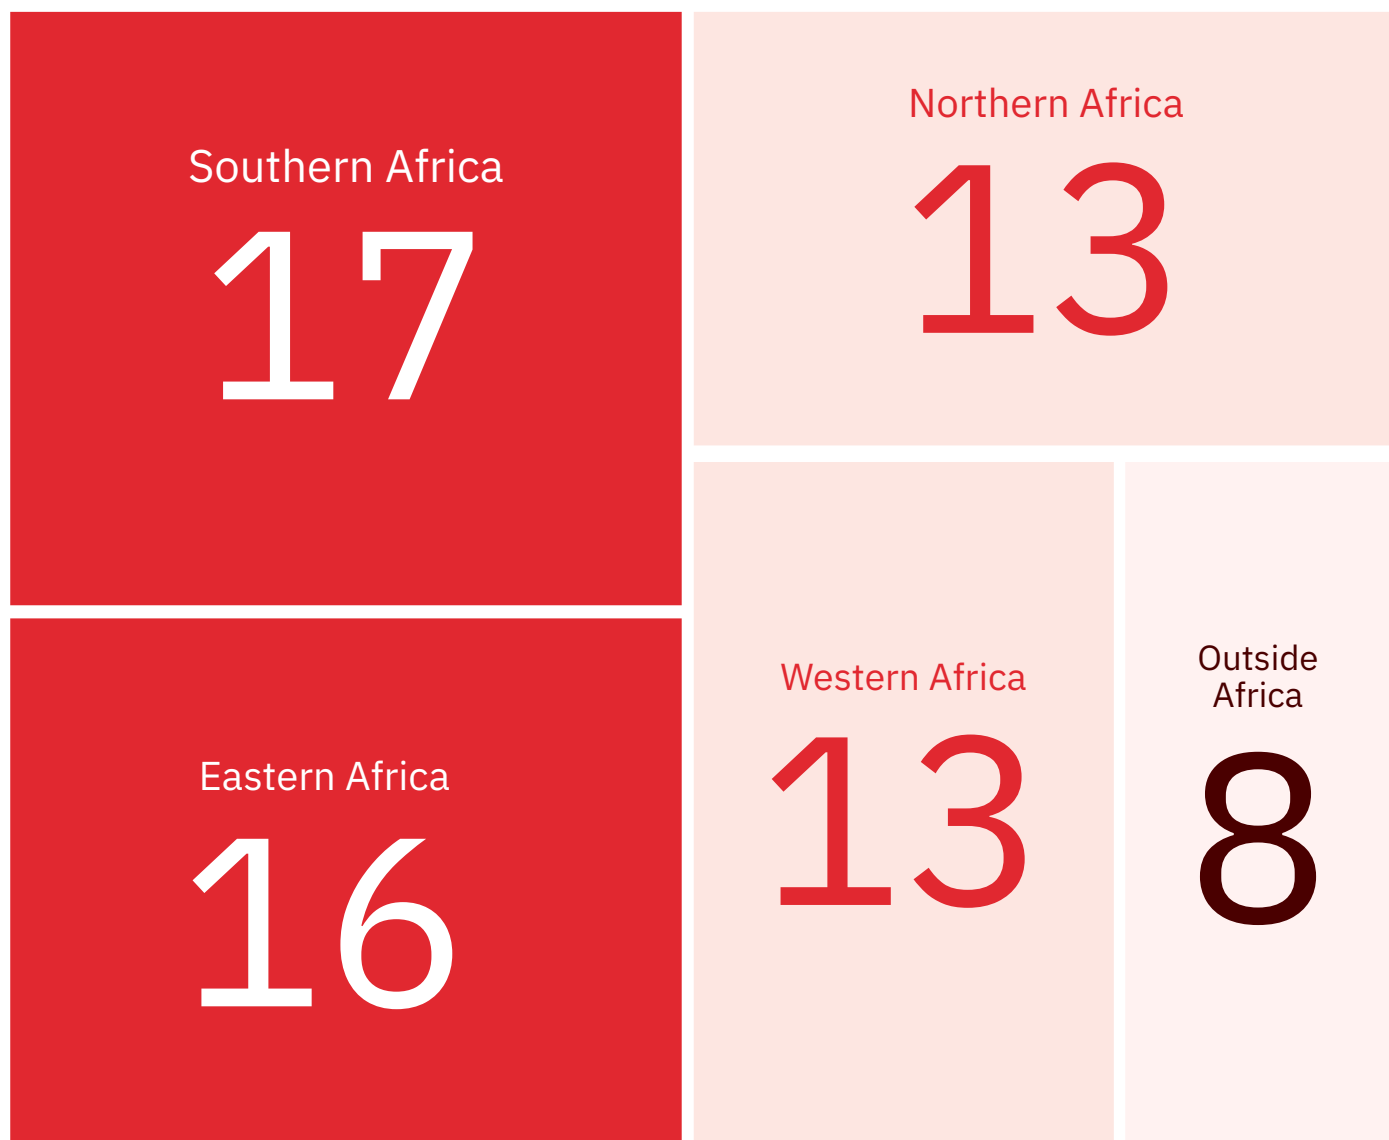 Southern Africa
17
Northern Africa
13
Eastern Africa
16
Western Africa
13
Outside
Africa
8